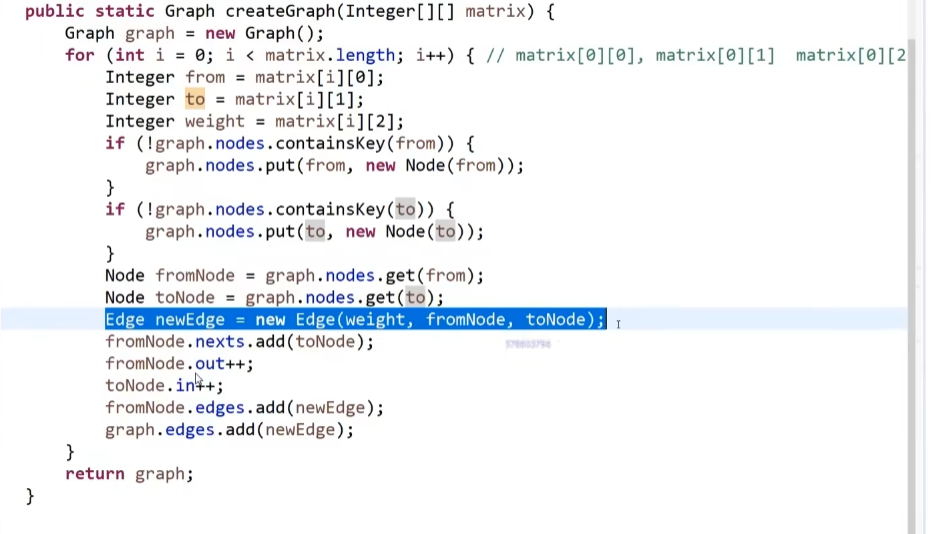 public static Graph createGraph(Integer[][] matrix) {
Graph graph = new Graph();
for (int i = 0; i < matrix.length; i++) { // matrix[0][0], matrix[0][1]  matrix[0][2
Integer from = matrix[i][0];
Integer to = matrix[i][1];
Integer weight = matrix[i][2];
if (!graph.nodes.containsKey(from)) {
graph.nodes.put(from, new Node(from));
}
if (!graph.nodes.containsKey(to)) {
graph.nodes.put(to, new Node(to));
}
Node fromNode = graph.nodes.get(from);
Node toNode = graph.nodes.get(to);
Edge newEdge = new Edge(weight, fromNode, toNode);
fromNode.nexts.add(toNode);
fromNode.out++;
toNode.in++;
fromNode.edges.add(newEdge);
graph.edges.add(newEdge);
}
return graph;
}